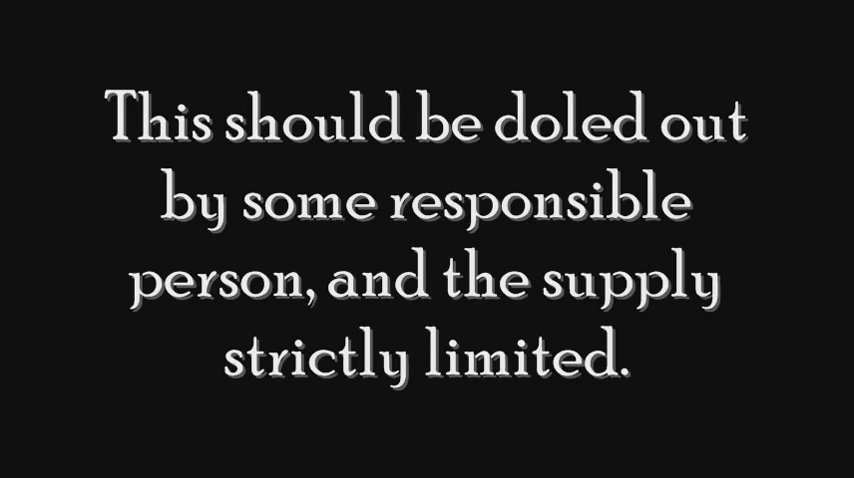 This should be doled out
by some responsible
person, and the supply
strictly limited.